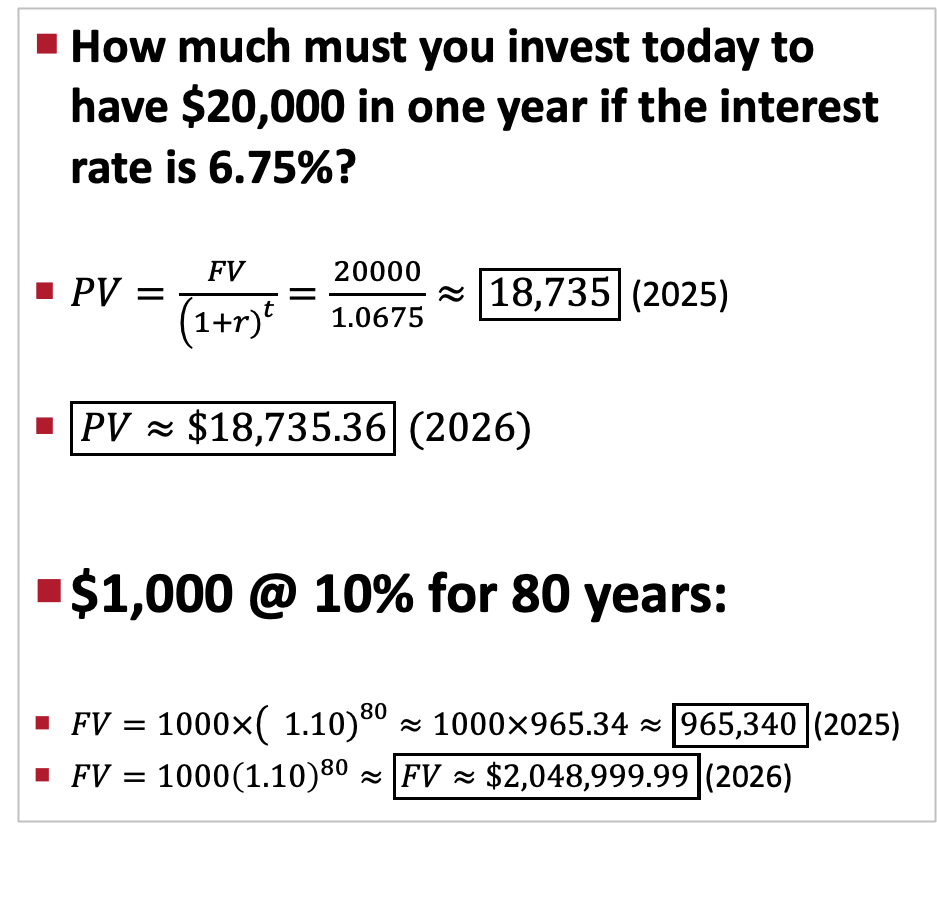 ▪ How much must you invest today to
have $20,000 in one year if the interest
rate is 6.75%?
▪ PV = FV/(1+r)^t = 20000/1.0675 ≈ 18,735 (2025)
▪ PV ≈ $18,735.36 (2026)
▪ $1,000 @ 10% for 80 years:
▪ FV = 1000×( 1.10)^80 ≈ 1000×965.34 ≈ 965,340 (2025)
▪ FV = 1000(1.10)^80 ≈ FV ≈ $2,048,999.99 (2026)